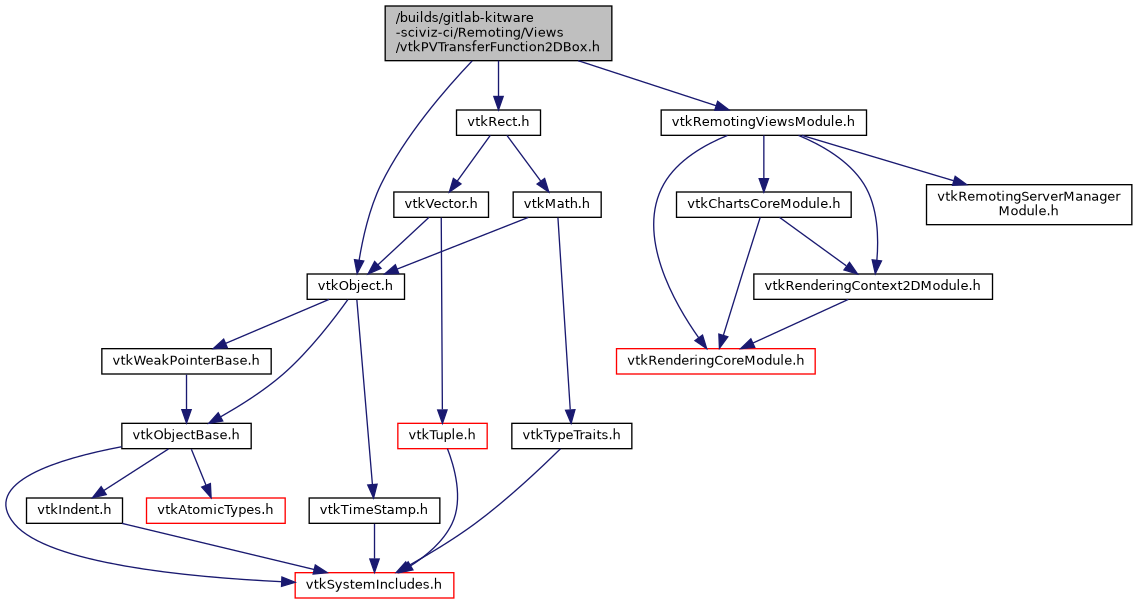 /builds/gitlab-kitware
-sciviz-ci/Remoting/Views
/vtkPVTransferFunction2DBox.h
vtkRect.h
vtkRemotingViewsModule.h
vtkVector.h
vtkMath.h
vtkChartsCoreModule.h
vtkRemotingServerManager
Module.h
vtkObject.h
vtkRenderingContext2DModule.h
vtkWeakPointerBase.h
vtkRenderingCoreModule.h
vtkObjectBase.h
vtkTuple.h
vtkTypeTraits.h
vtkIndent.h
vtkAtomicTypes.h
vtkTimeStamp.h
vtkSystemIncludes.h